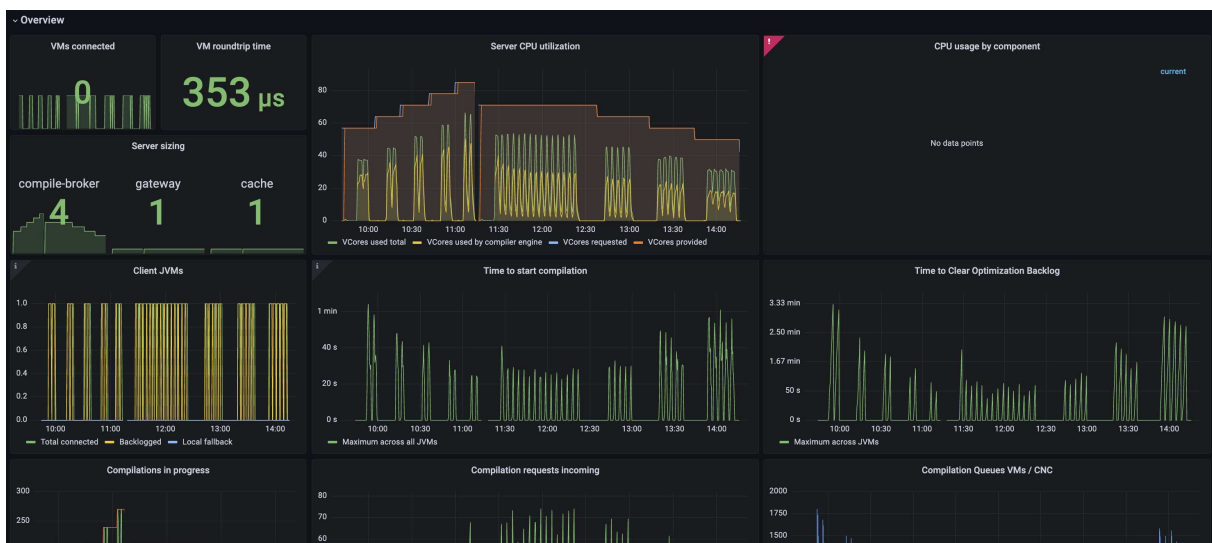 Overview
VMs connected
0
VM roundtrip time
353 µs
Server sizing
compile-broker gateway cache
4 1 1
Server CPU utilization
80
60
40
20
0
10:00 10:30 11:00 11:30 12:00 12:30 13:00 13:30 14:00
VCores used total VCores used by compiler engine VCores requested VCores provided
!
CPU usage by component
current
No data points
i
Client JVMs
1.0
0.8
0.6
0.4
0.2
0.0
10:00 11:00 12:00 13:00 14:00
Total connected Backlogged Local fallback
i
Time to start compilation
1 min
40 s
20 s
0 s
10:00 10:30 11:00 11:30 12:00 12:30 13:00 13:30 14:00
Maximum across all JVMs
Time to Clear Optimization Backlog
3.33 min
2.50 min
1.67 min
50 s
0 s
10:00 10:30 11:00 11:30 12:00 12:30 13:00 13:30 14:00
Maximum across JVMs
Compilations in progress
300
250
Compilation requests incoming
80
70
60
Compilation Queues VMs / CNC
2000
1750
1500